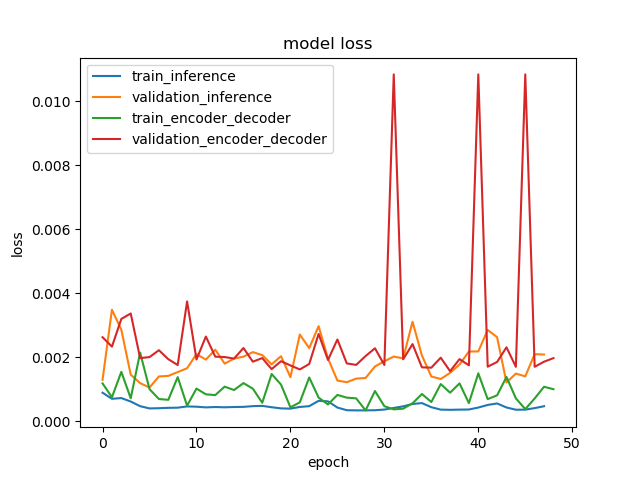 model loss
train_inference
validation_inference
train_encoder_decoder
validation_encoder_decoder
0.010
0.008
0.006
0.004
0.002
0.000
loss
0 10 20 30 40 50
epoch